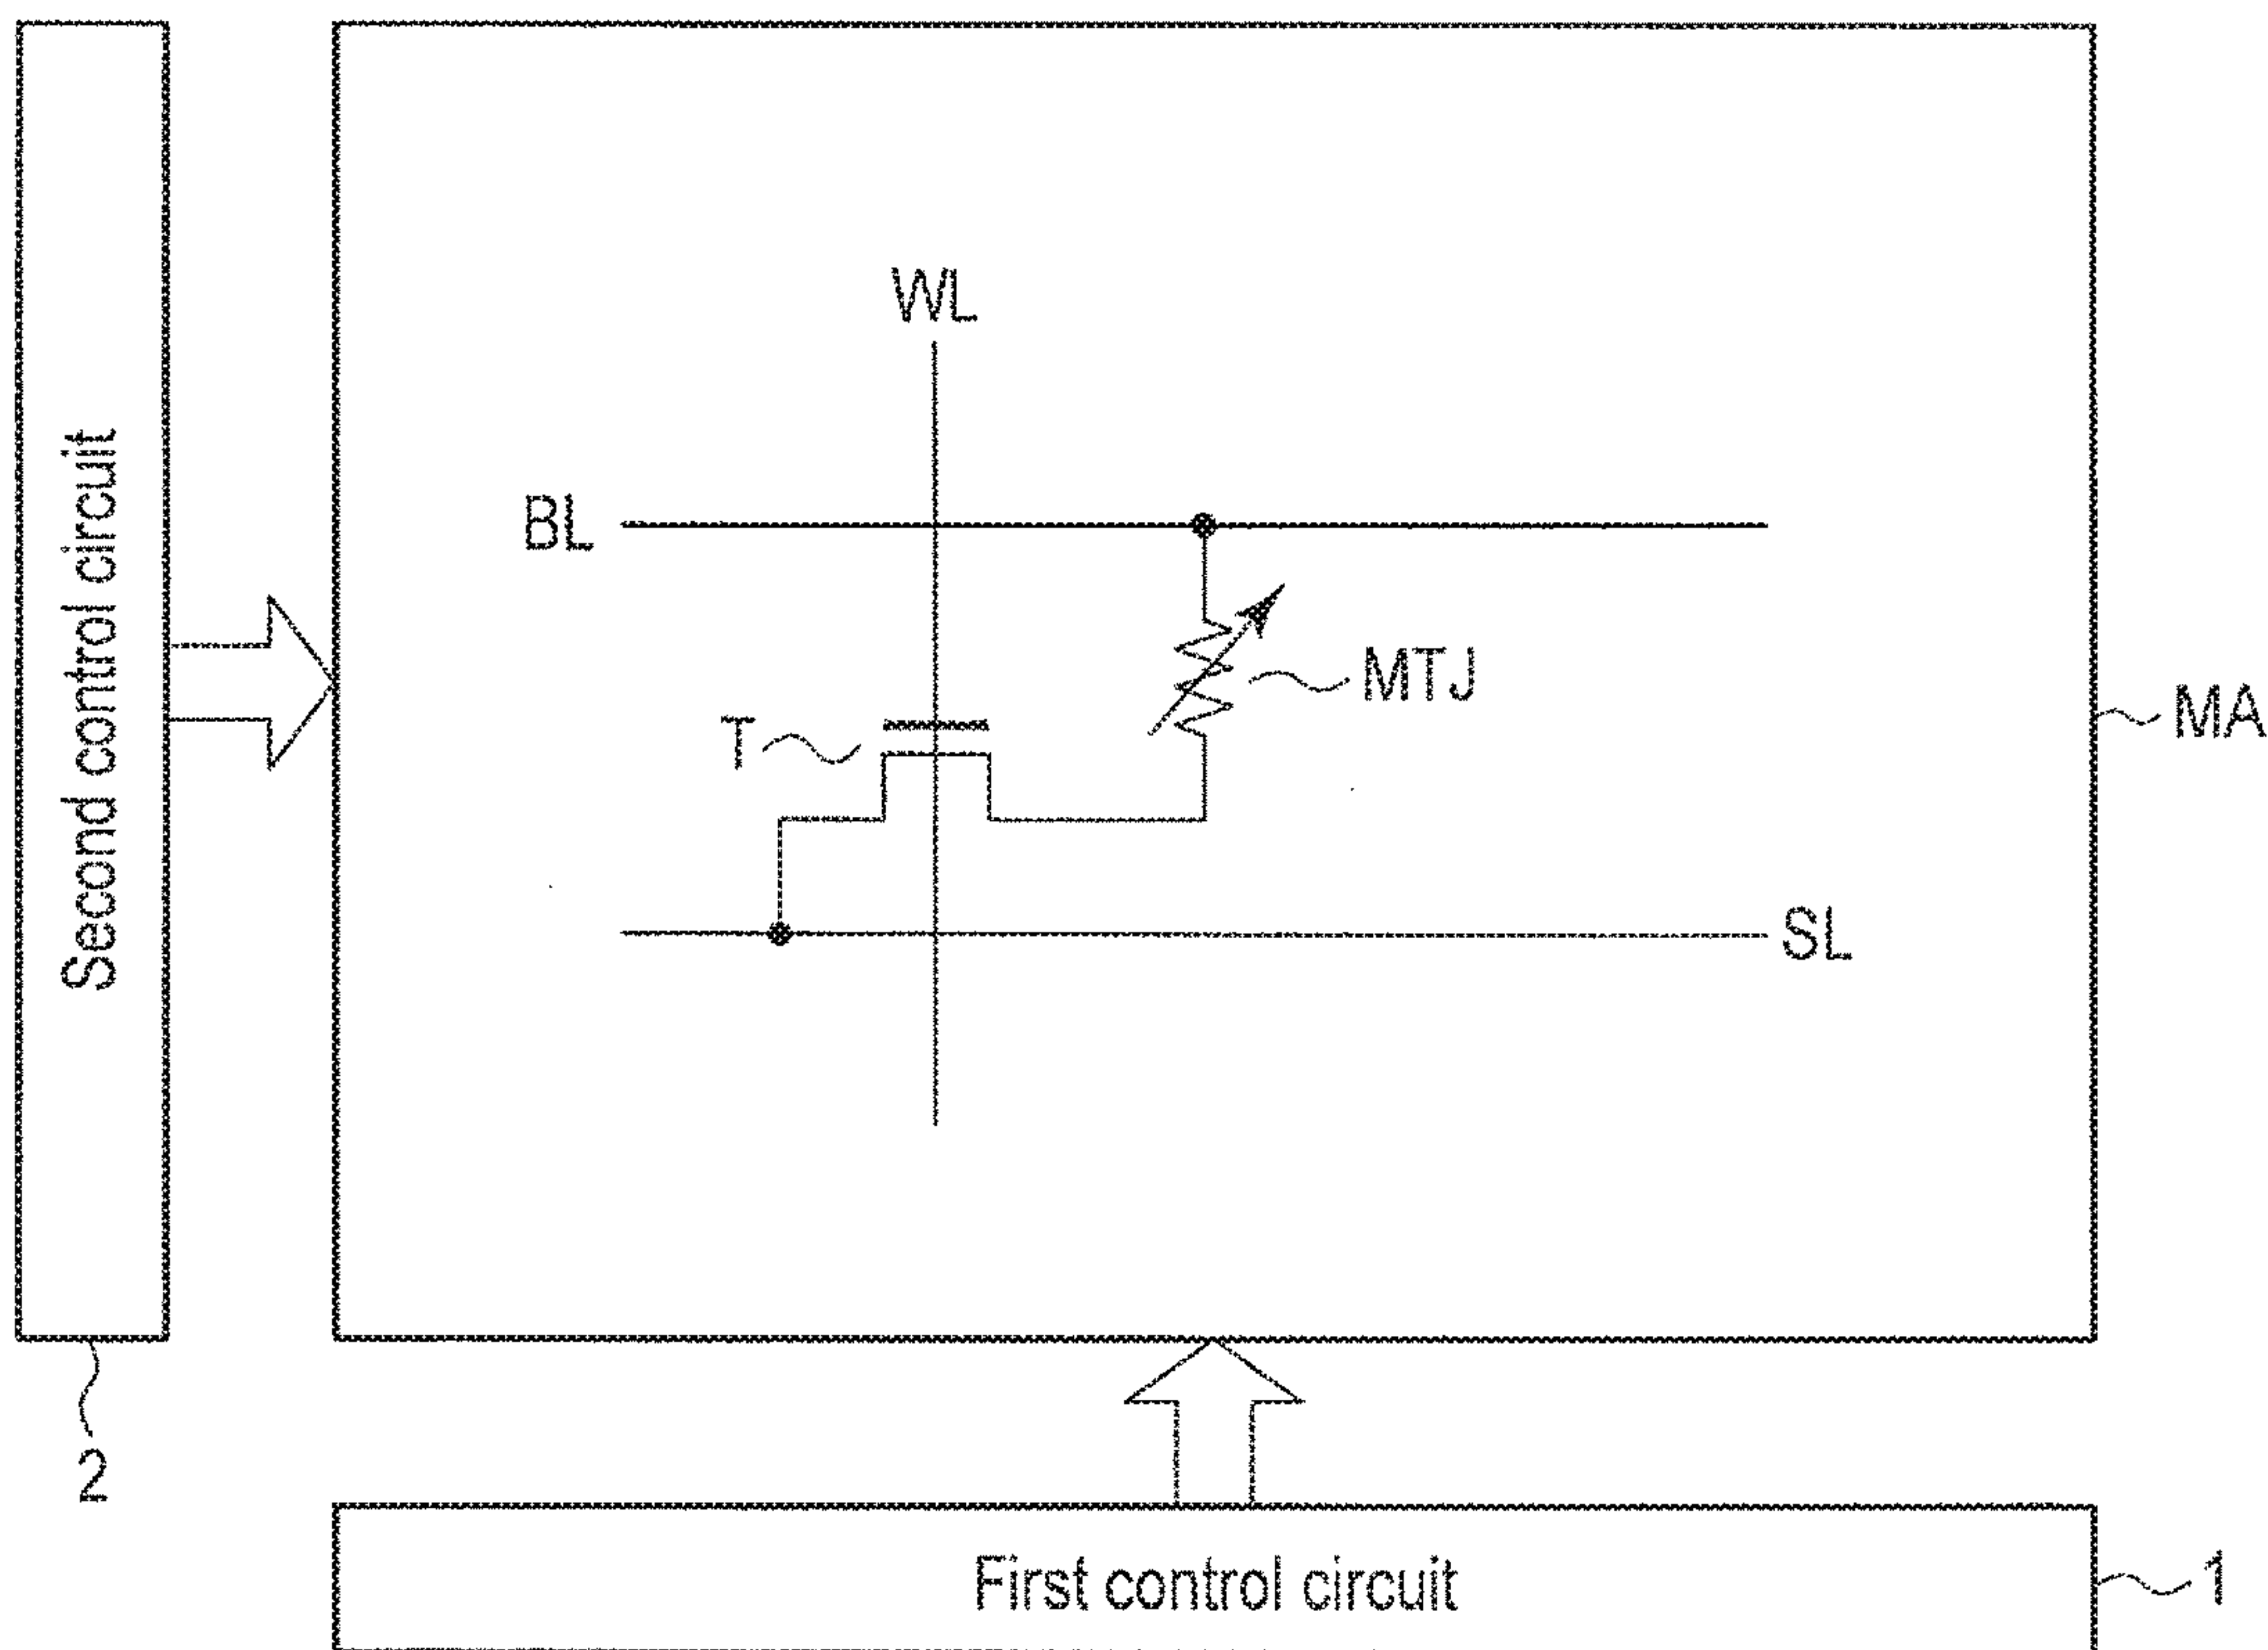 WL
BL
MTJ
MA
T
Second control circuit
SL
2
First control circuit
1